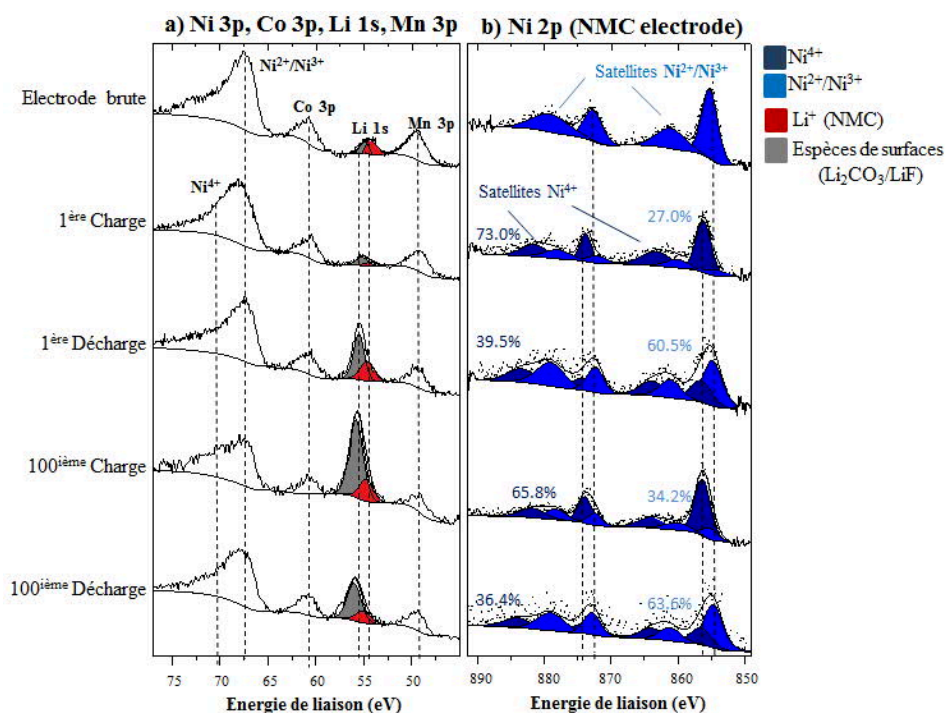 a) Ni 3p, Co 3p, Li 1s, Mn 3p
b) Ni 2p (NMC electrode)
Ni⁴⁺
Ni²⁺/Ni³⁺
Li⁺ (NMC)
Espèces de surfaces
(Li₂CO₃/LiF)
Electrode brute
Ni²⁺/Ni³⁺
Co 3p
Li 1s
Mn 3p
Satellites Ni²⁺/Ni³⁺
1ère Charge
Ni⁴⁺
Satellites Ni⁴⁺
73.0%
27.0%
1ère Décharge
39.5%
60.5%
100ième Charge
65.8%
34.2%
100ième Décharge
36.4%
63.6%
75 70 65 60 55 50
890 880 870 860 850
Energie de liaison (eV)
Energie de liaison (eV)